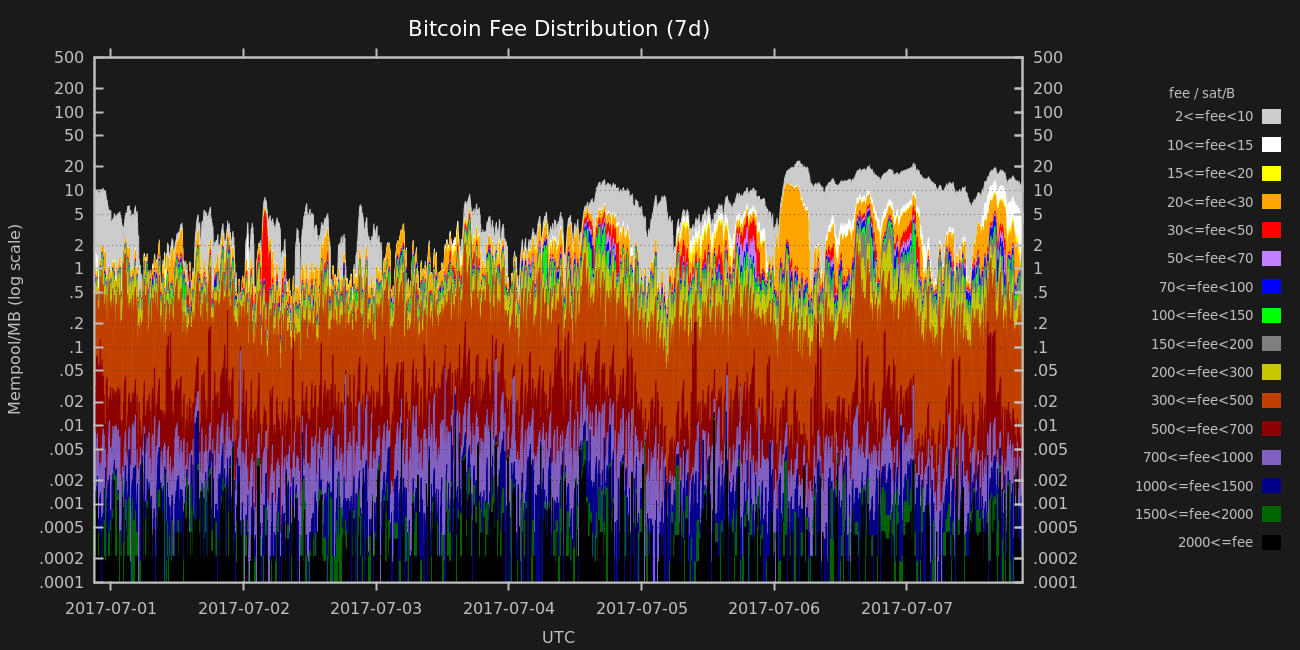 Bitcoin Fee Distribution (7d)
Mempool/MB (log scale)
500
200
100
50
20
10
5
2
1
.5
.2
.1
.05
.02
.01
.005
.002
.001
.0005
.0002
.0001
500
200
100
50
20
10
5
2
1
.5
.2
.1
.05
.02
.01
.005
.002
.001
.0005
.0002
.0001
2017-07-01 2017-07-02 2017-07-03 2017-07-04 2017-07-05 2017-07-06 2017-07-07
UTC
fee / sat/B
2<=fee<10
10<=fee<15
15<=fee<20
20<=fee<30
30<=fee<50
50<=fee<70
70<=fee<100
100<=fee<150
150<=fee<200
200<=fee<300
300<=fee<500
500<=fee<700
700<=fee<1000
1000<=fee<1500
1500<=fee<2000
2000<=fee